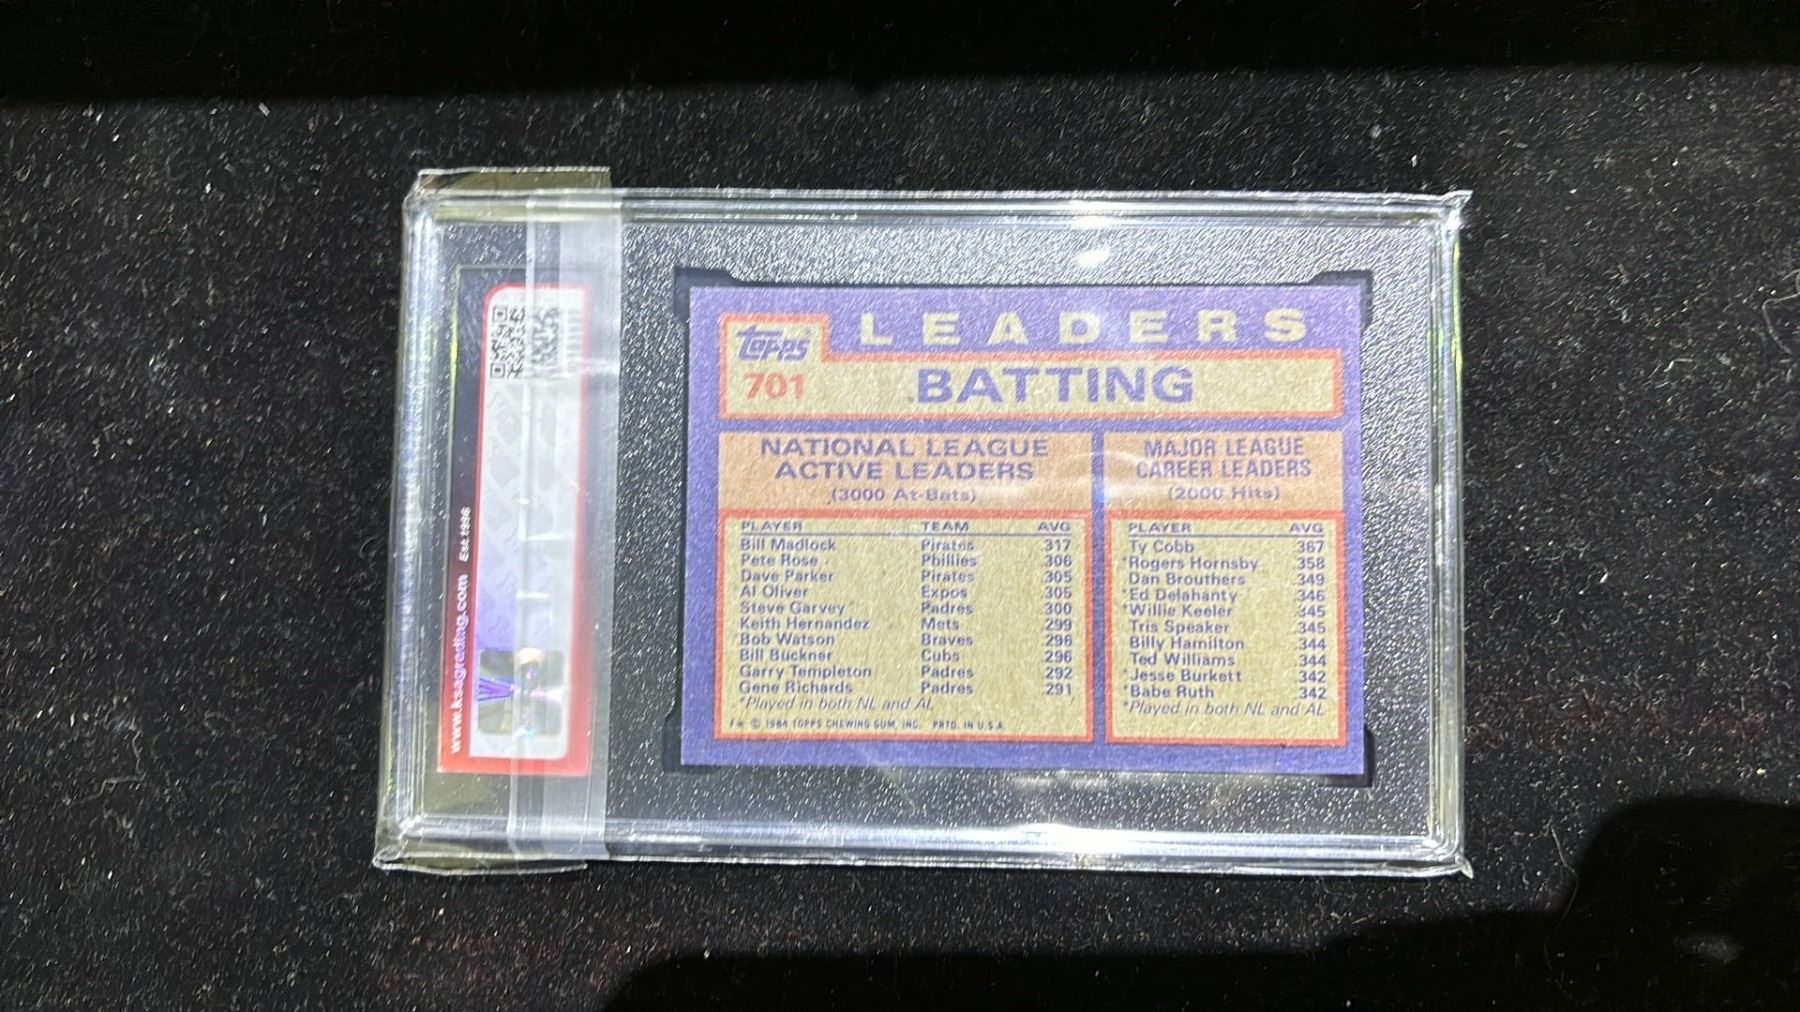 www.ksagrading.com Est.1996
Topps
LEADERS
701
BATTING
NATIONAL LEAGUE
ACTIVE LEADERS
(3000 At-Bats)
PLAYER TEAM AVG
Bill Madlock Pirates .317
Pete Rose Phillies .306
Dave Parker Pirates .305
*Al Oliver Expos .305
Steve Garvey Padres .300
Keith Hernandez Mets .299
*Bob Watson Braves .296
Bill Buckner Cubs .296
Garry Templeton Padres .292
Gene Richards Padres .291
*Played in both NL and AL
© 1984 TOPPS CHEWING GUM, INC. PRTD. IN U.S.A.
MAJOR LEAGUE
CAREER LEADERS
(2000 Hits)
PLAYER AVG
Ty Cobb .367
*Rogers Hornsby .358
Dan Brouthers .349
*Ed Delahanty .346
*Willie Keeler .345
Tris Speaker .345
Billy Hamilton .344
Ted Williams .344
*Jesse Burkett .342
*Babe Ruth .342
*Played in both NL and AL